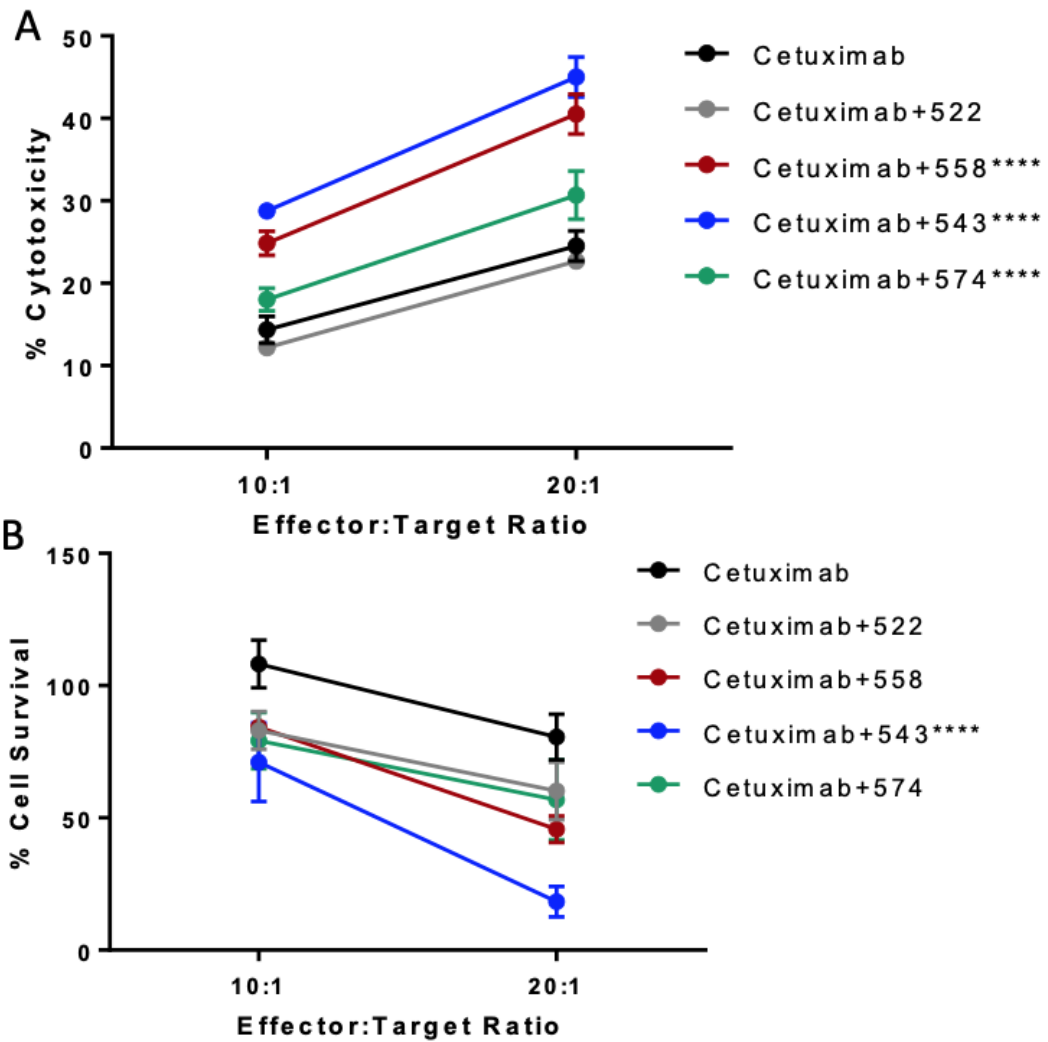 A
50
40
30
20
10
0
% Cytotoxicity
10:1
20:1
Effector:Target Ratio
Cetuximab
Cetuximab+522
Cetuximab+558****
Cetuximab+543****
Cetuximab+574****
B
150
100
50
0
% Cell Survival
10:1
20:1
Effector:Target Ratio
Cetuximab
Cetuximab+522
Cetuximab+558
Cetuximab+543****
Cetuximab+574